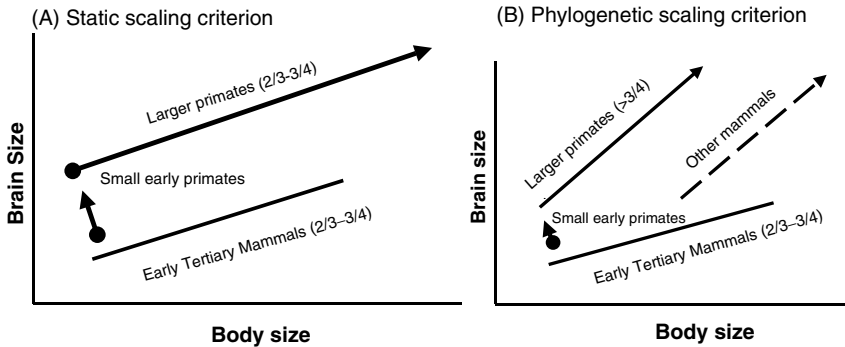 (A) Static scaling criterion
Brain Size
Larger primates (2/3-3/4)
Small early primates
Early Tertiary Mammals (2/3–3/4)
Body size
(B) Phylogenetic scaling criterion
Brain size
Larger primates (>3/4)
Other mammals
Small early primates
Early Tertiary Mammals (2/3–3/4)
Body size